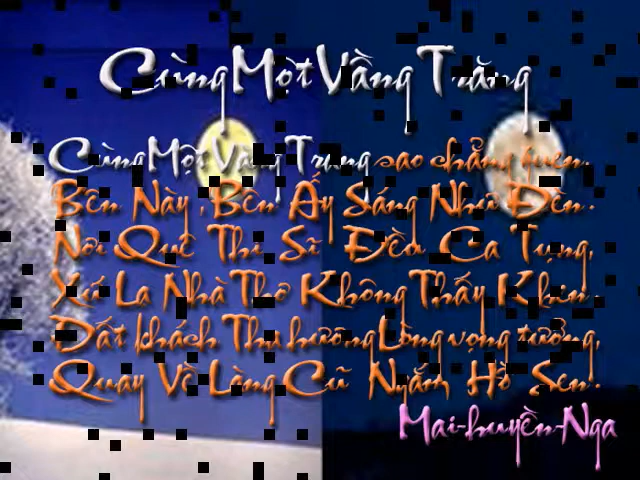 Cùng Một Vầng Trăng
Cùng Một Vầng Trăng sao chẳng quen.
Bên Này, Bên Ấy Sáng Như Đèn.
Nơi Quê Thi Sĩ Đều Ca Tụng,
Xứ Lạ Nhà Thơ Không Thấy Khen.
Đất khách Tha hương Lòng vọng tưởng,
Quay Về Làng Cũ Ngắm Hồ Sen.
Mai-huyền-Nga